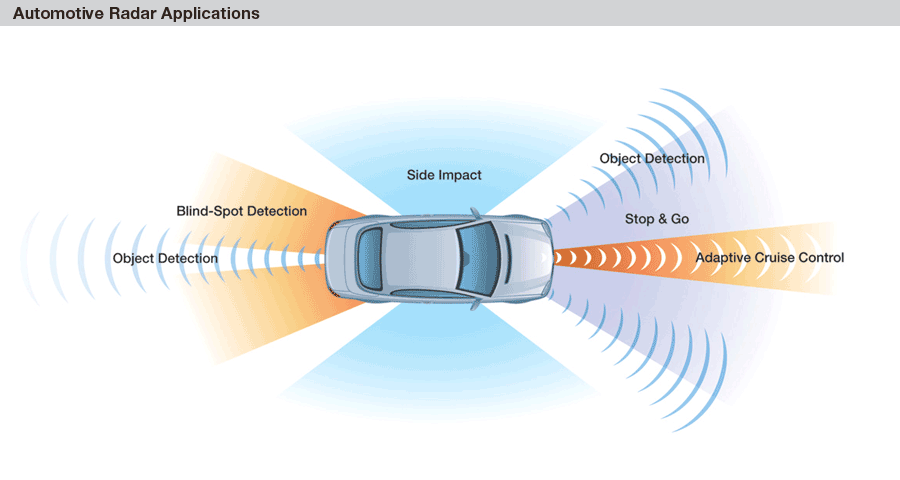 Automotive Radar Applications
Object Detection
Side Impact
Blind-Spot Detection
Stop & Go
Object Detection
Adaptive Cruise Control